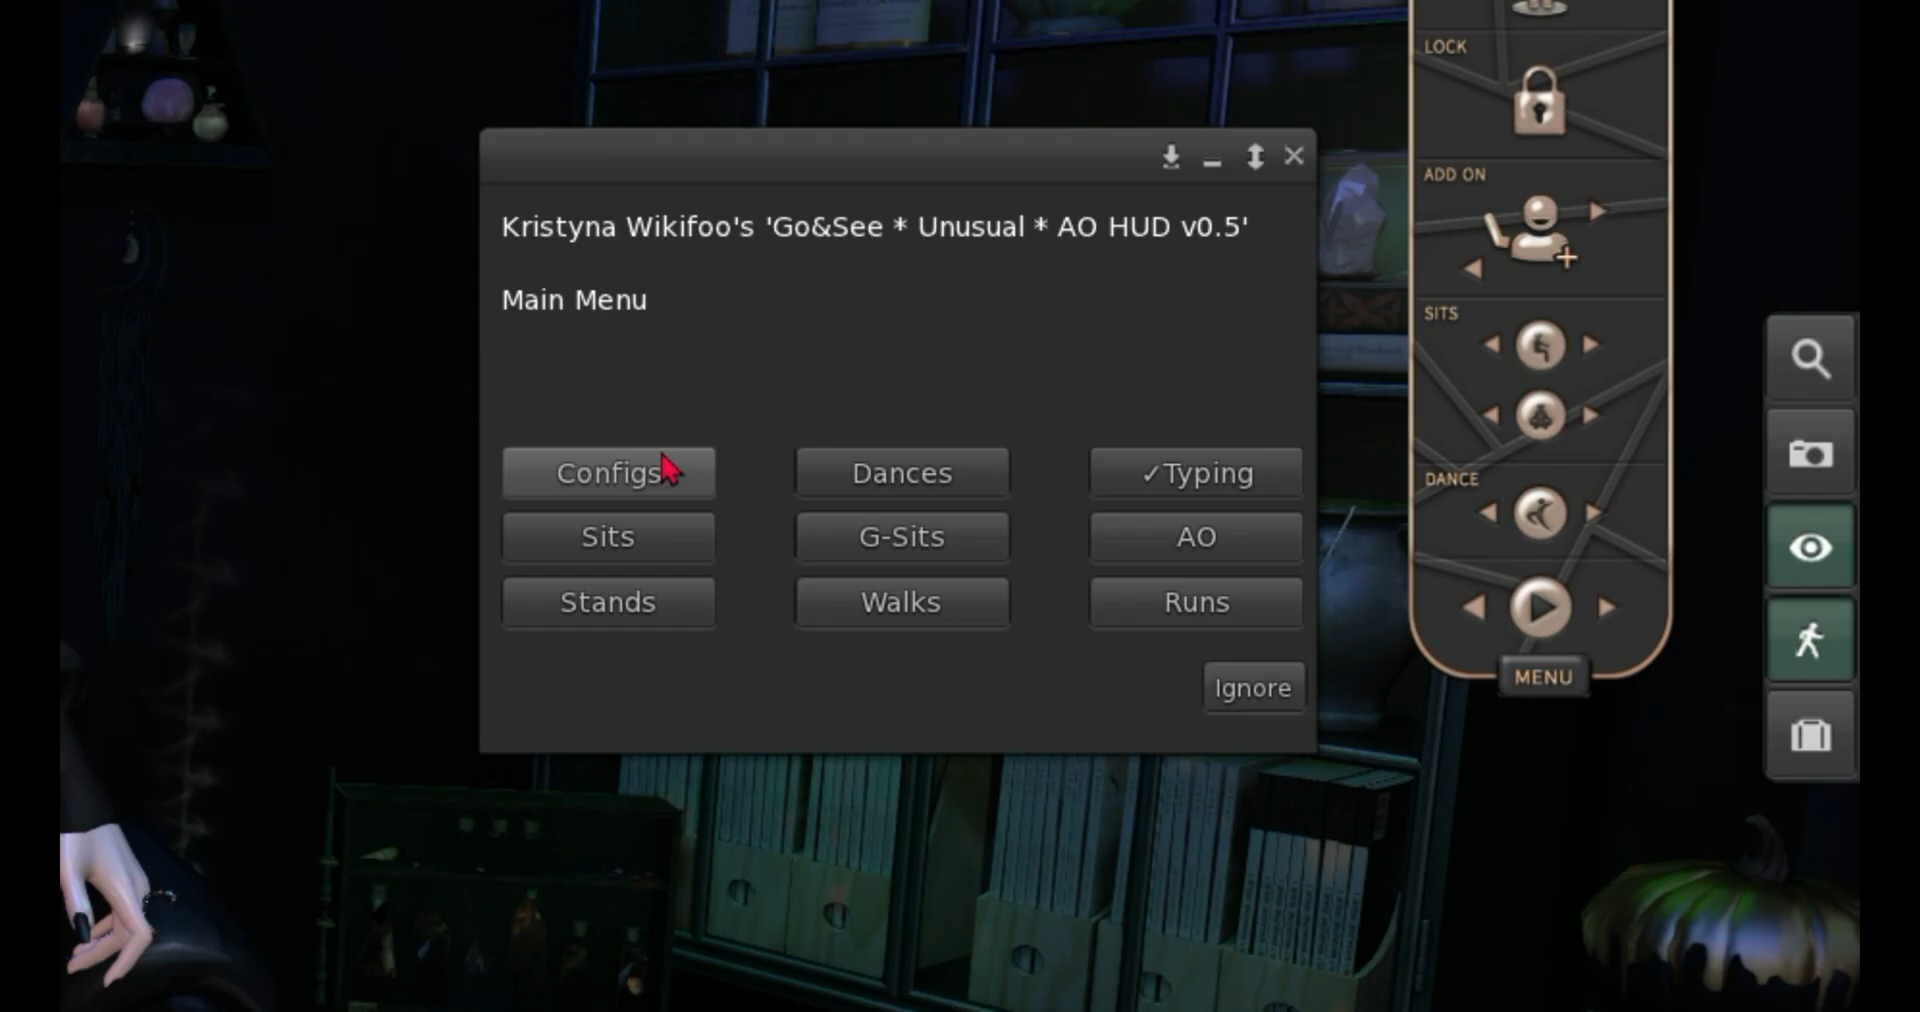 Kristyna Wikifoo's 'Go&See * Unusual * AO HUD v0.5'
Main Menu
Configs
Dances
✓Typing
Sits
G-Sits
AO
Stands
Walks
Runs
Ignore
LOCK
ADD ON
SITS
DANCE
MENU